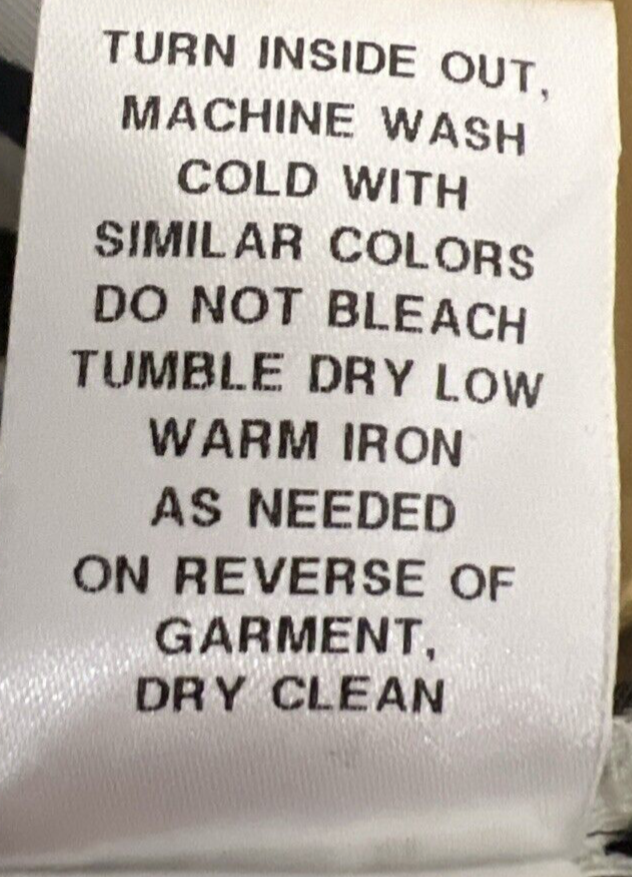 TURN INSIDE OUT,
MACHINE WASH
COLD WITH
SIMILAR COLORS
DO NOT BLEACH
TUMBLE DRY LOW
WARM IRON
AS NEEDED
ON REVERSE OF
GARMENT,
DRY CLEAN